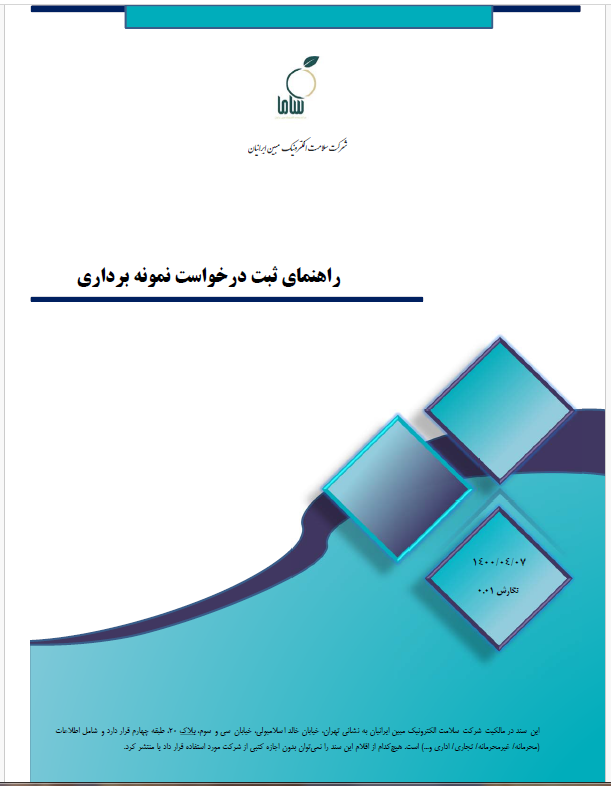 ساما
شرکت سلامت الکترونیک مبین ایرانیان
راهنمای ثبت درخواست نمونه برداری
۱٤۰۰/۰٤/۰۷
نگارش ۰.۰۱
این سند در مالکیت شرکت سلامت الکترونیک مبین ایرانیان به نشانی تهران، خیابان خالد اسلامبولی، خیابان سی و سوم، پلاک ۲۰، طبقه چهارم قرار دارد و شامل اطلاعات
(محرمانه/ غیرمحرمانه/ تجاری/ اداری و...) است. هیچ‌کدام از اقلام این سند را نمی‌توان بدون اجازه کتبی از شرکت مورد استفاده قرار داد یا منتشر کرد.